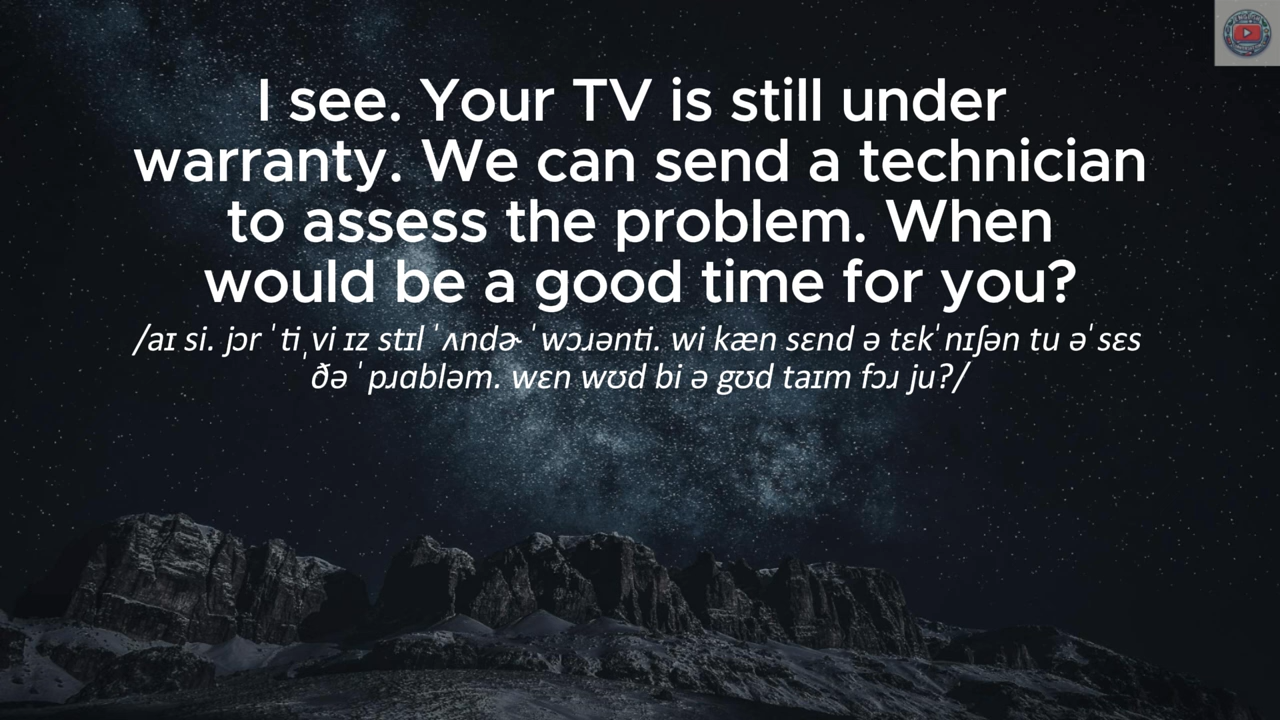 I see. Your TV is still under
warranty. We can send a technician
to assess the problem. When
would be a good time for you?
/aɪ si. jɔr ˈtiˌvi ɪz stɪl ˈʌndɚ ˈwɔɹənti. wi kæn sɛnd ə tɛkˈnɪʃən tu əˈsɛs
ðə ˈpɹɑbləm. wɛn wʊd bi ə ɡʊd taɪm fɔɹ ju?/